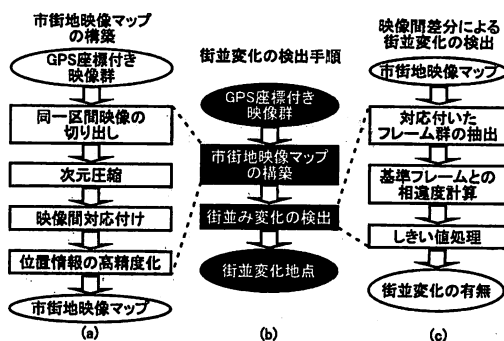 市街地映像マップ
の構築
GPS座標付き
映像群
同一区間映像の
切り出し
次元圧縮
映像間対応付け
位置情報の高精度化
市街地映像マップ
(a)
街並変化の検出手順
GPS座標付き
映像群
市街地映像マップ
の構築
街並み変化の検出
街並変化地点
(b)
映像間差分による
街並変化の検出
市街地映像マップ
対応付いた
フレーム群の抽出
基準フレームとの
相違度計算
しきい値処理
街並変化の有無
(c)